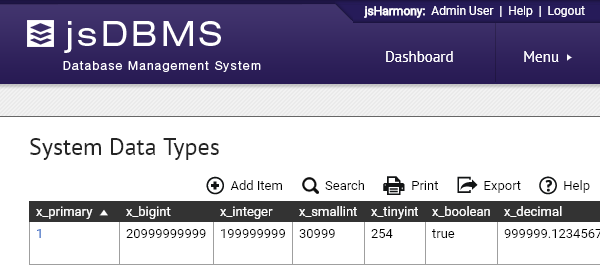 jsHarmony: Admin User | Help | Logout
jsDBMS
Database Management System
Dashboard Menu
System Data Types
Add Item Search Print Export Help
x_primary x_bigint x_integer x_smallint x_tinyint x_boolean x_decimal
1 20999999999 199999999 30999 254 true 999999.1234567